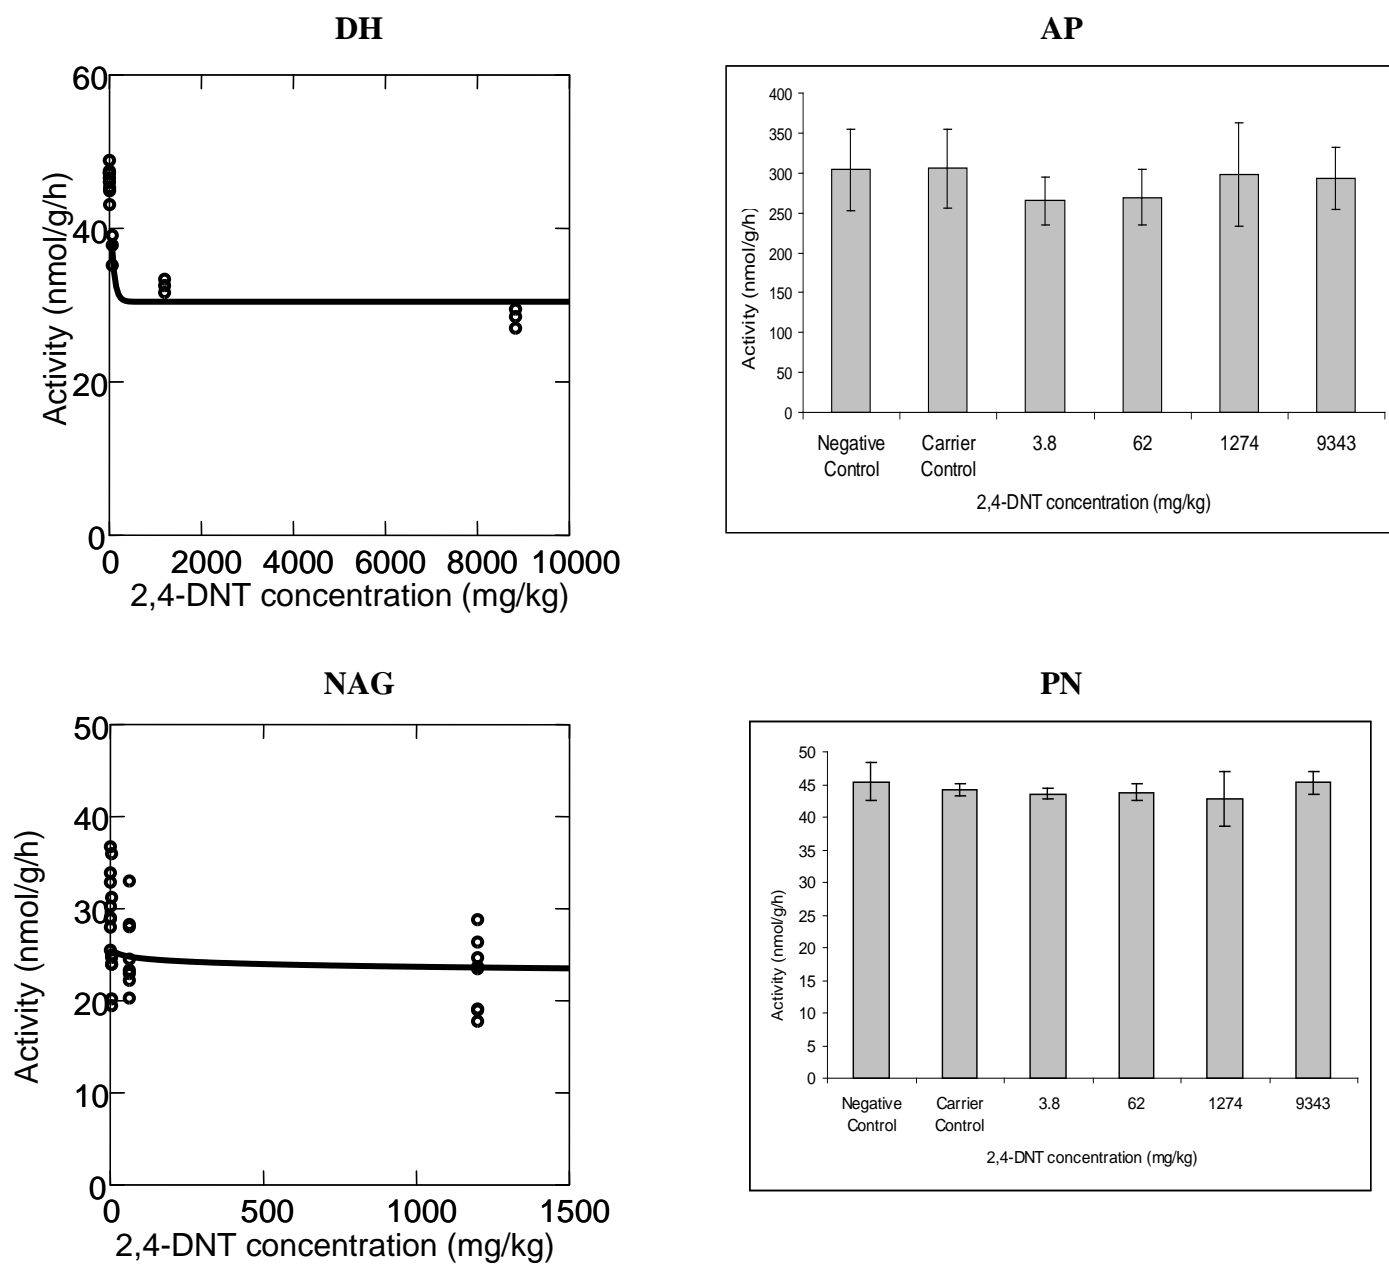 DH
60
40
20
0
Activity (nmol/g/h)
0 2000 4000 6000 8000 10000
2,4-DNT concentration (mg/kg)
AP
400
350
300
250
200
150
100
50
0
Activity (nmol/g/h)
Negative Control Carrier Control 3.8 62 1274 9343
2,4-DNT concentration (mg/kg)
NAG
50
40
30
20
10
0
Activity (nmol/g/h)
0 500 1000 1500
2,4-DNT concentration (mg/kg)
PN
50
45
40
35
30
25
20
15
10
5
0
Activity (nmol/g/h)
Negative Control Carrier Control 3.8 62 1274 9343
2,4-DNT concentration (mg/kg)